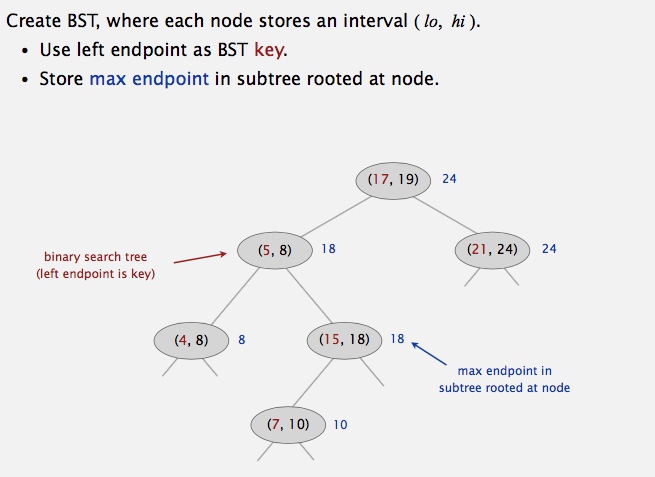 Create BST, where each node stores an interval ( lo, hi ).
• Use left endpoint as BST key.
• Store max endpoint in subtree rooted at node.
(17, 19) 24
binary search tree
(left endpoint is key)
(5, 8) 18
(21, 24) 24
(4, 8) 8
(15, 18) 18
max endpoint in
subtree rooted at node
(7, 10) 10